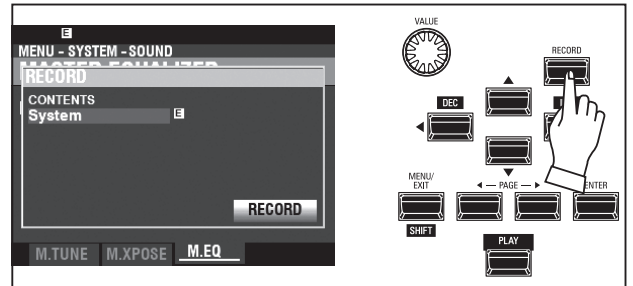 E
MENU - SYSTEM - SOUND
MASTER EQUALIZER
RECORD
CONTENTS
System E
RECORD
M.TUNE M.XPOSE M.EQ
VALUE
RECORD
DEC
MENU/
EXIT
PAGE
ENTER
SHIFT
PLAY